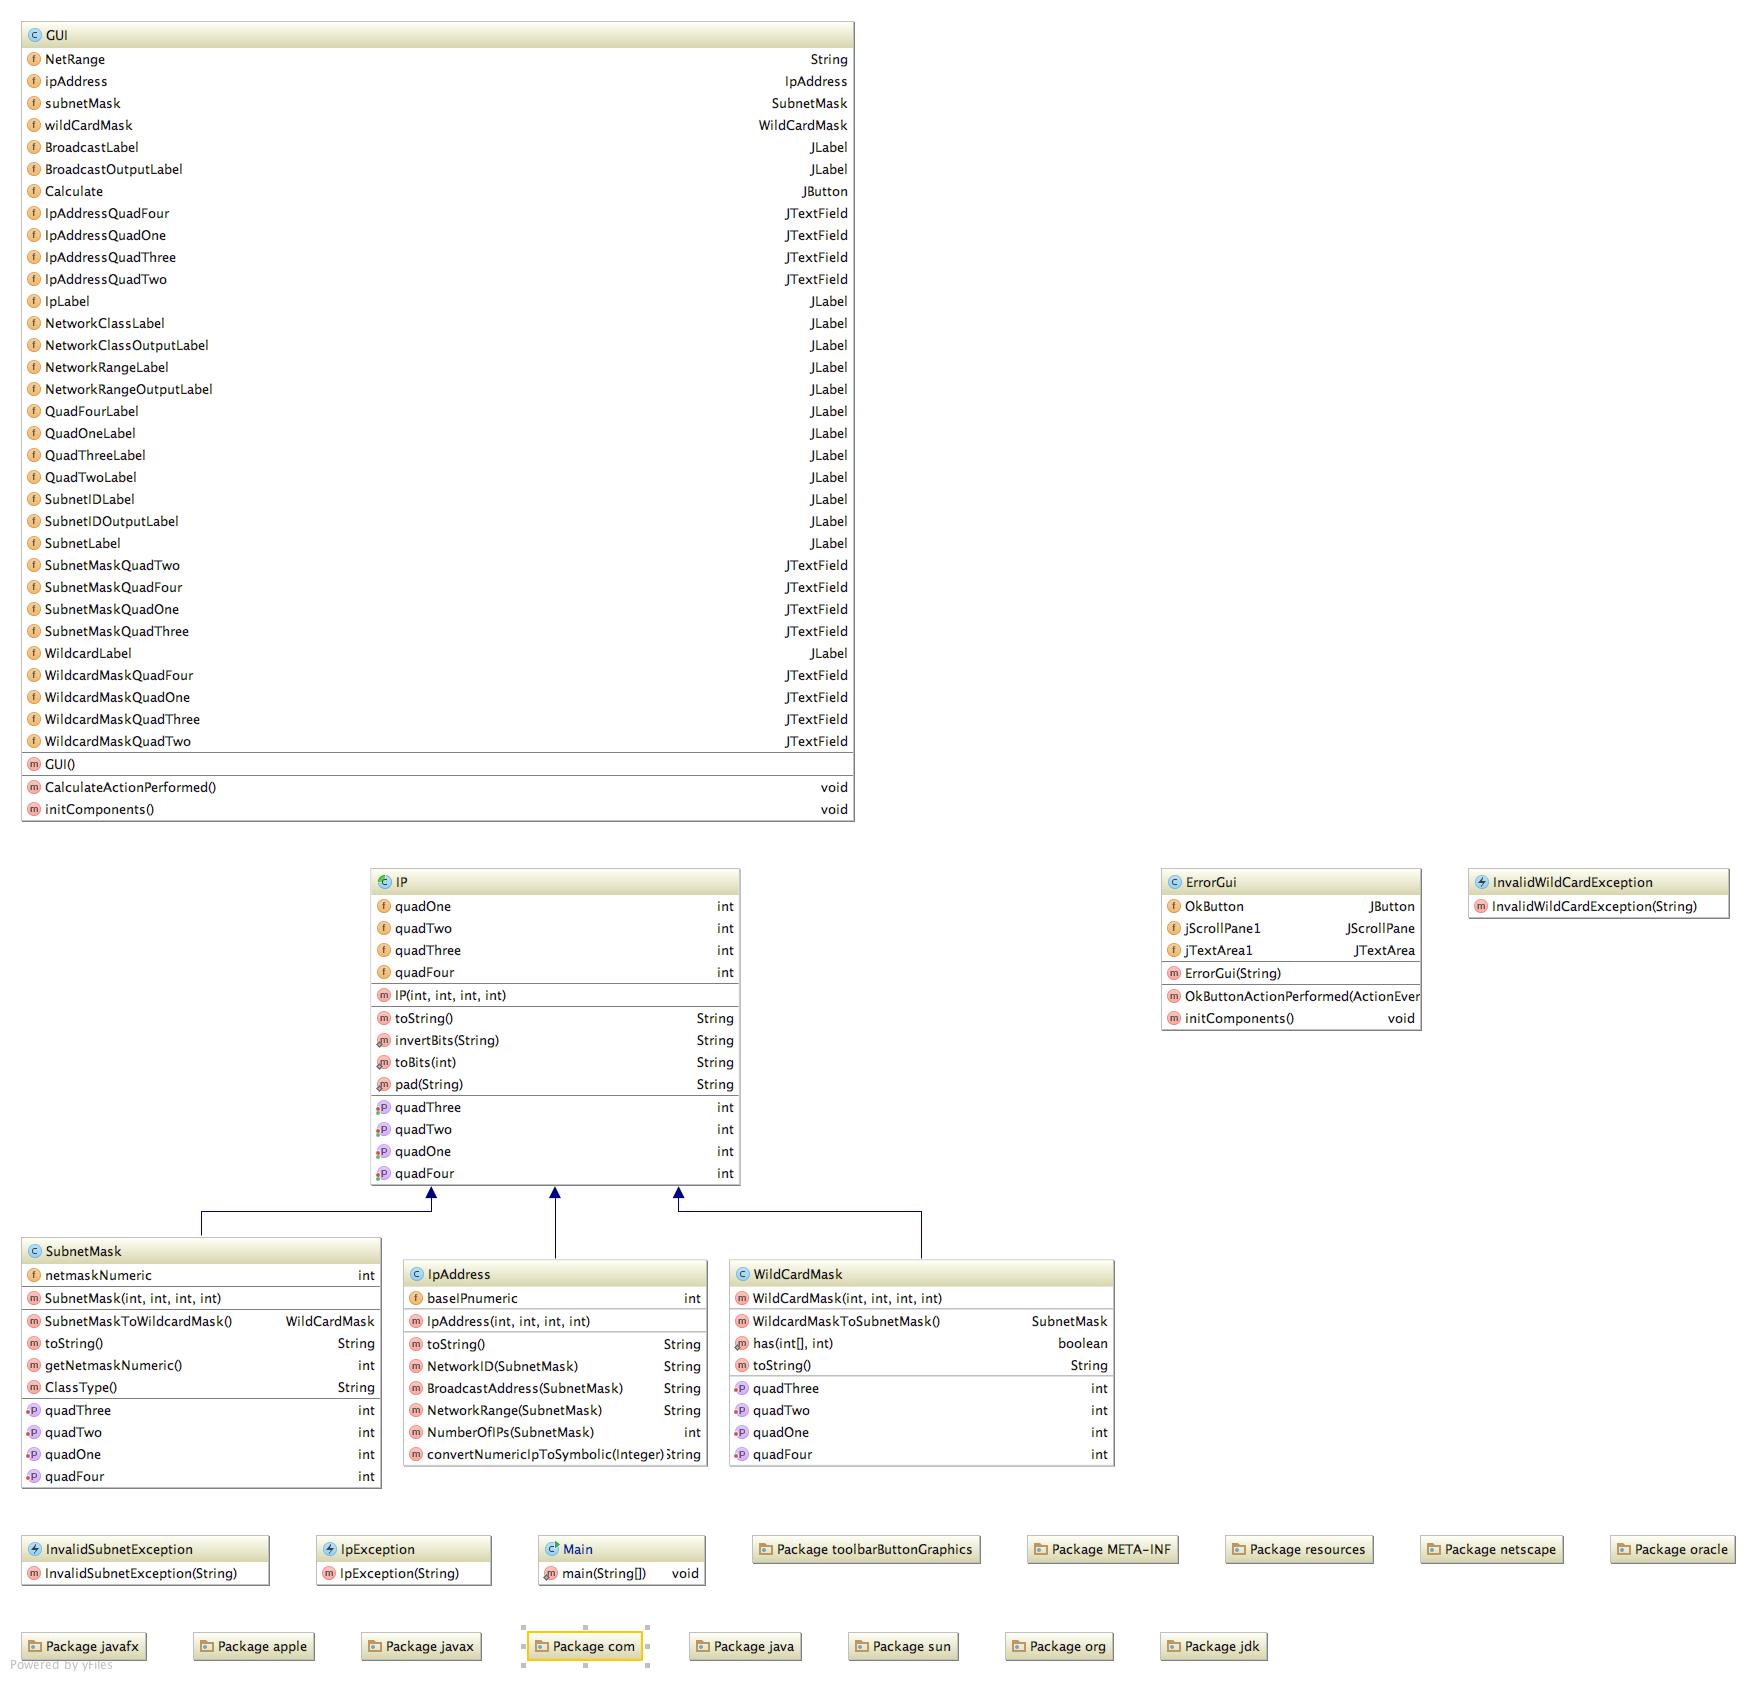 GUI
NetRange String
ipAddress IpAddress
subnetMask SubnetMask
wildCardMask WildCardMask
BroadcastLabel JLabel
BroadcastOutputLabel JLabel
Calculate JButton
IpAddressQuadFour JTextField
IpAddressQuadOne JTextField
IpAddressQuadThree JTextField
IpAddressQuadTwo JTextField
IpLabel JLabel
NetworkClassLabel JLabel
NetworkClassOutputLabel JLabel
NetworkRangeLabel JLabel
NetworkRangeOutputLabel JLabel
QuadFourLabel JLabel
QuadOneLabel JLabel
QuadThreeLabel JLabel
QuadTwoLabel JLabel
SubnetIDLabel JLabel
SubnetIDOutputLabel JLabel
SubnetLabel JLabel
SubnetMaskQuadTwo JTextField
SubnetMaskQuadFour JTextField
SubnetMaskQuadOne JTextField
SubnetMaskQuadThree JTextField
WildcardLabel JLabel
WildcardMaskQuadFour JTextField
WildcardMaskQuadOne JTextField
WildcardMaskQuadThree JTextField
WildcardMaskQuadTwo JTextField
GUI()
CalculateActionPerformed() void
initComponents() void
IP
quadOne int
quadTwo int
quadThree int
quadFour int
IP(int, int, int, int)
toString() String
invertBits(String) String
toBits(int) String
pad(String) String
quadThree int
quadTwo int
quadOne int
quadFour int
ErrorGui
OkButton JButton
jScrollPane1 JScrollPane
jTextArea1 JTextArea
ErrorGui(String)
OkButtonActionPerformed(ActionEver
initComponents() void
InvalidWildCardException
InvalidWildCardException(String)
SubnetMask
netmaskNumeric int
SubnetMask(int, int, int, int)
SubnetMaskToWildcardMask() WildCardMask
toString() String
getNetmaskNumeric() int
ClassType() String
quadThree int
quadTwo int
quadOne int
quadFour int
IpAddress
baseIPnumeric int
IpAddress(int, int, int, int)
toString() String
NetworkID(SubnetMask) String
BroadcastAddress(SubnetMask) String
NetworkRange(SubnetMask) String
NumberOfIPs(SubnetMask) int
convertNumericIpToSymbolic(Integer) String
WildCardMask
WildCardMask(int, int, int, int)
WildcardMaskToSubnetMask() SubnetMask
has(int[], int) boolean
toString() String
quadThree int
quadTwo int
quadOne int
quadFour int
InvalidSubnetException
InvalidSubnetException(String)
IpException
IpException(String)
Main
main(String[]) void
Package toolbarButtonGraphics
Package META-INF
Package resources
Package netscape
Package oracle
Package javafx
Package apple
Package javax
Package com
Package java
Package sun
Package org
Package jdk
Powered by yFiles